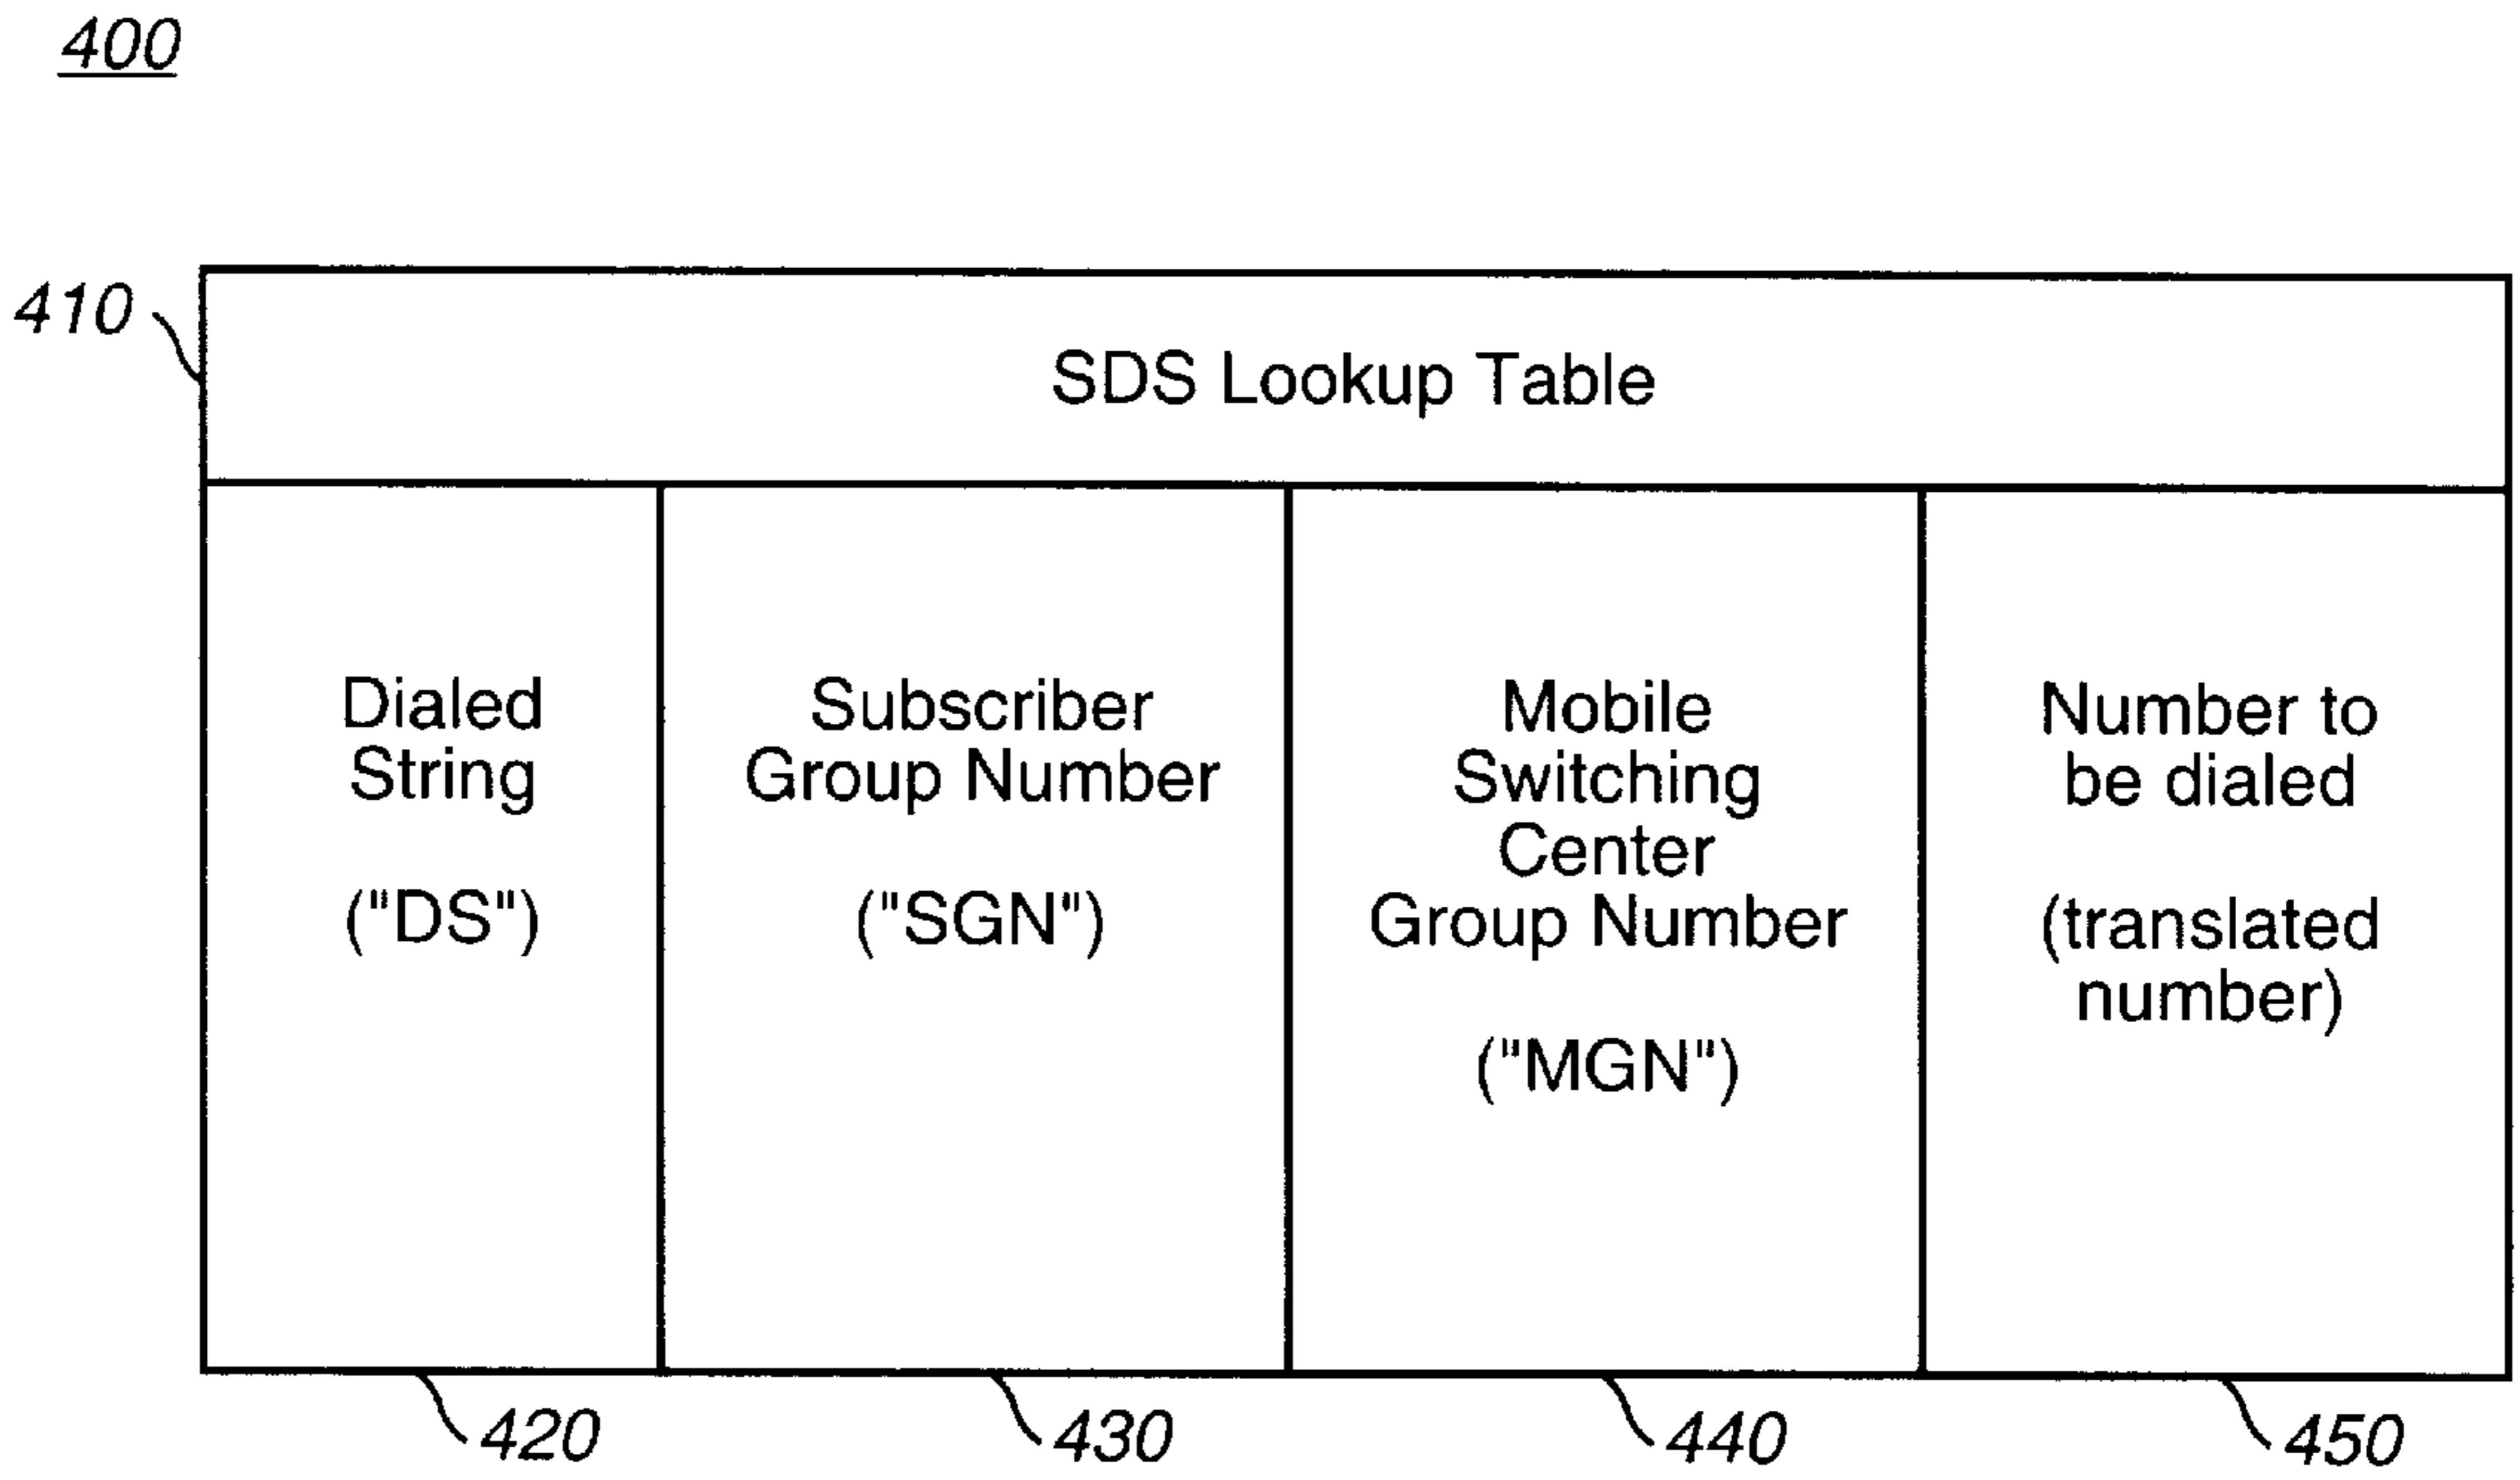 400
410
SDS Lookup Table
Dialed
String
("DS")
Subscriber
Group Number
("SGN")
Mobile
Switching
Center
Group Number
("MGN")
Number to
be dialed
(translated
number)
420
430
440
450